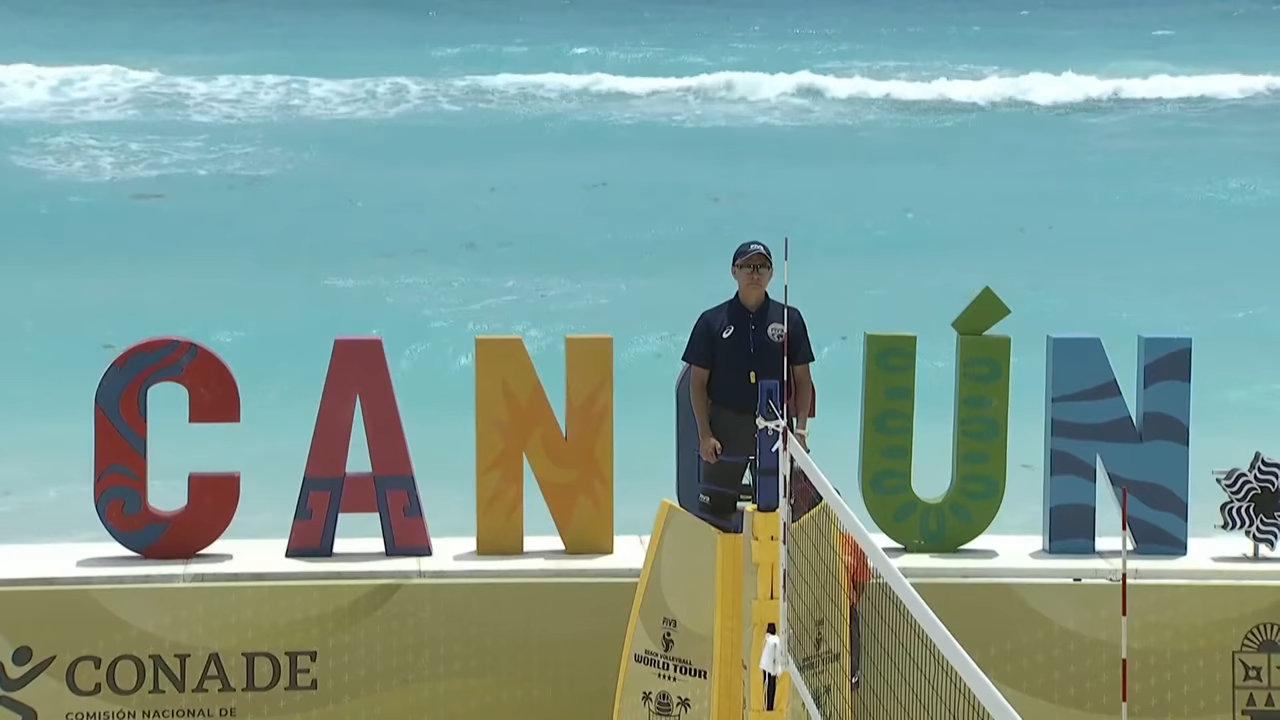 CANCÚN
CONADE
COMISIÓN NACIONAL DE
FIVB
BEACH VOLLEYBALL
WORLD TOUR